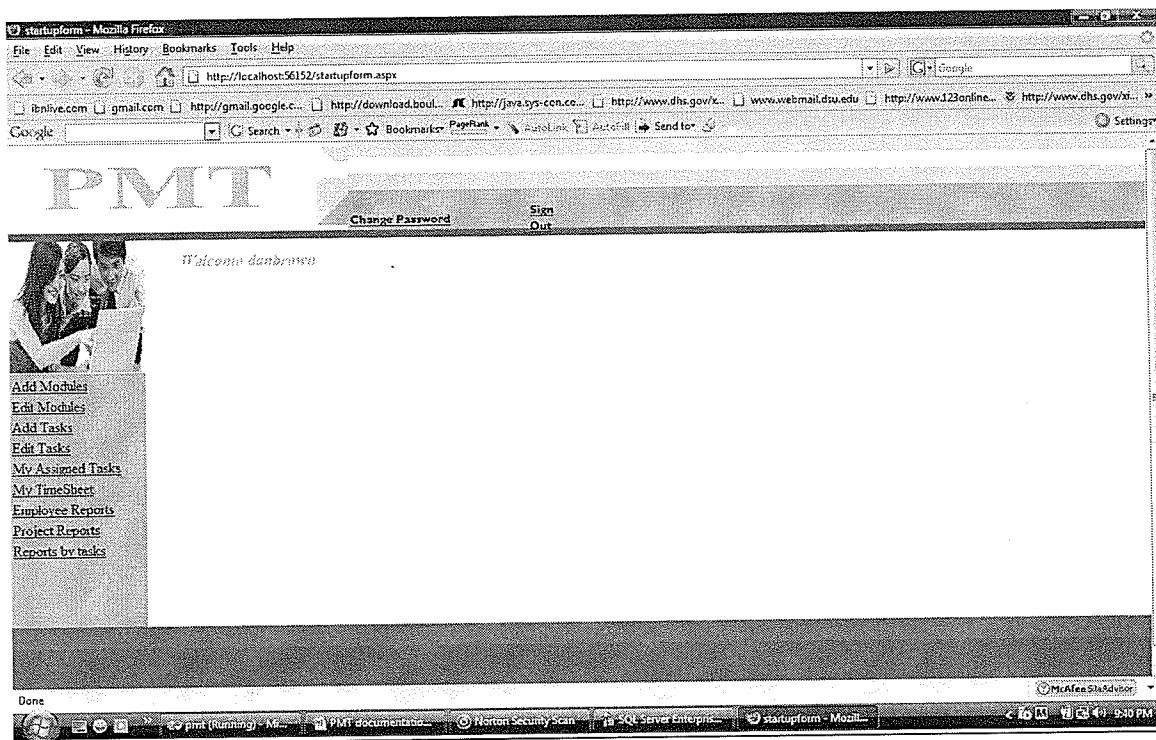 startupform - Mozilla Firefox
File Edit View History Bookmarks Tools Help
http://localhost:56152/startupform.aspx
Google
ibnlive.com gmail.com http://gmail.google.c... http://download.boul... http://java.sys-con.co... http://www.dhs.gov/x... www.webmail.dsu.edu http://www.123online... http://www.dhs.gov/xi...
Google Search Bookmarks PageRank AutoLink AutoFill Send to Settings
PMT
Change Password
Sign
Out
Welcome danbrown
Add Modules
Edit Modules
Add Tasks
Edit Tasks
My Assigned Tasks
My TimeSheet
Employee Reports
Project Reports
Reports by tasks
McAfee SiteAdvisor
Done
pmt (Running) - Mi... PMT documentatio... Norton Security Scan SQL Server Enterpris... startupform - Mozill... 9:40 PM